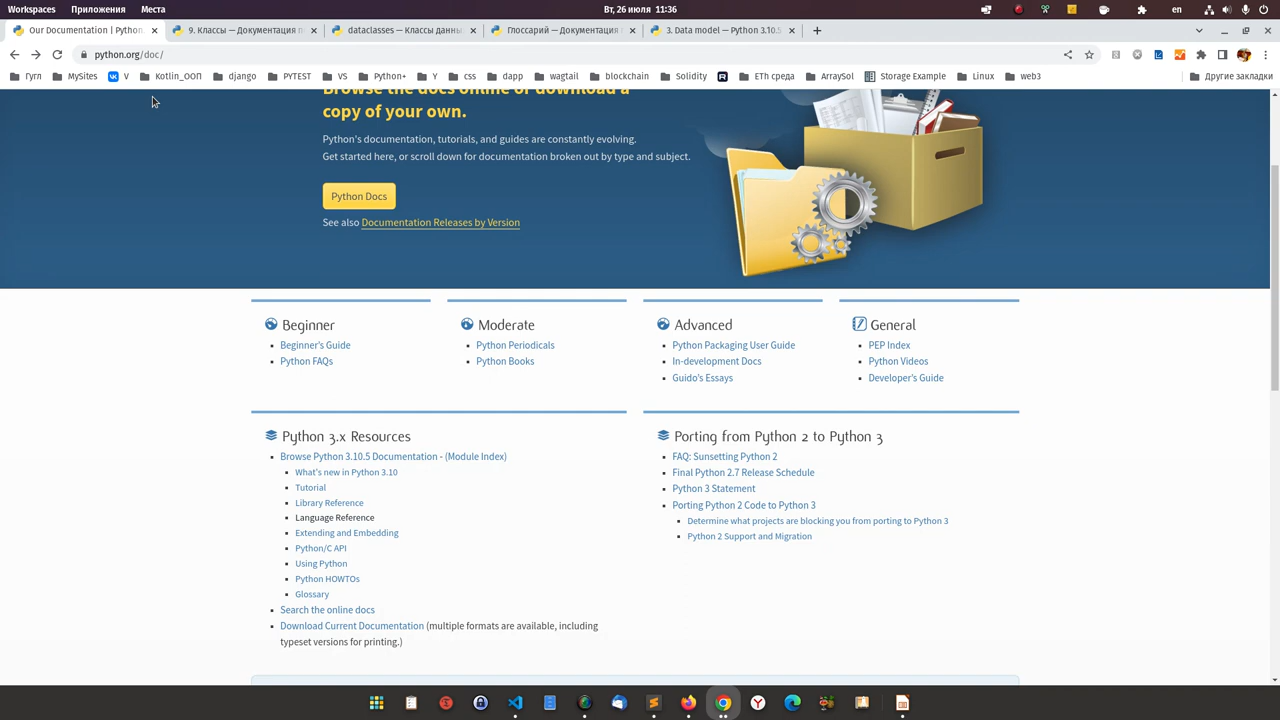 Workspaces Приложения Места
Вт, 26 июля 11:36
en
Our Documentation | Python.
9. Классы — Документация п
dataclasses — Классы данны
Глоссарий — Документация
3. Data model — Python 3.10.5
python.org/doc/
Гугл MySites V Kotlin_ООП django PYTEST VS Python+ Y css dapp wagtail blockchain Solidity ETh среда ArraySol Storage Example Linux web3 Другие закладки
Browse the docs online or download a
copy of your own.
Python's documentation, tutorials, and guides are constantly evolving.
Get started here, or scroll down for documentation broken out by type and subject.
Python Docs
See also Documentation Releases by Version
Beginner
Beginner's Guide
Python FAQs
Moderate
Python Periodicals
Python Books
Advanced
Python Packaging User Guide
In-development Docs
Guido's Essays
General
PEP Index
Python Videos
Developer's Guide
Python 3.x Resources
Browse Python 3.10.5 Documentation - (Module Index)
What's new in Python 3.10
Tutorial
Library Reference
Language Reference
Extending and Embedding
Python/C API
Using Python
Python HOWTOs
Glossary
Search the online docs
Download Current Documentation (multiple formats are available, including
typeset versions for printing.)
Porting from Python 2 to Python 3
FAQ: Sunsetting Python 2
Final Python 2.7 Release Schedule
Python 3 Statement
Porting Python 2 Code to Python 3
Determine what projects are blocking you from porting to Python 3
Python 2 Support and Migration